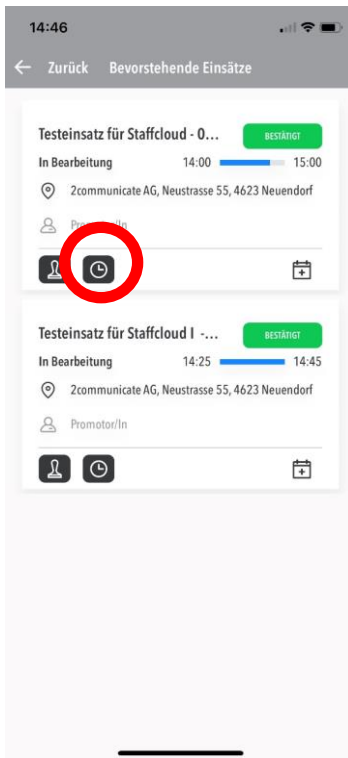 14:46
Zurück Bevorstehende Einsätze
Testeinsatz für Staffcloud - 0... BESTÄTIGT
In Bearbeitung 14:00 15:00
2communicate AG, Neustrasse 55, 4623 Neuendorf
Promotor/In
Testeinsatz für Staffcloud I -... BESTÄTIGT
In Bearbeitung 14:25 14:45
2communicate AG, Neustrasse 55, 4623 Neuendorf
Promotor/In